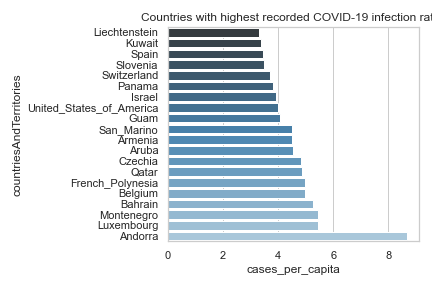 Countries with highest recorded COVID-19 infection rat
countriesAndTerritories
Liechtenstein
Kuwait
Spain
Slovenia
Switzerland
Panama
Israel
United_States_of_America
Guam
San_Marino
Armenia
Aruba
Czechia
Qatar
French_Polynesia
Belgium
Bahrain
Montenegro
Luxembourg
Andorra
0 2 4 6 8
cases_per_capita